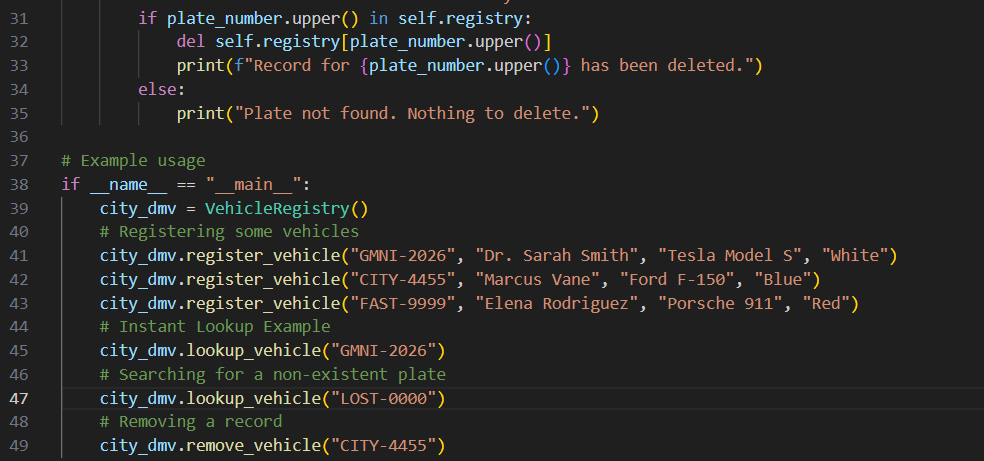 31 if plate_number.upper() in self.registry:
32 del self.registry[plate_number.upper()]
33 print(f"Record for {plate_number.upper()} has been deleted.")
34 else:
35 print("Plate not found. Nothing to delete.")
36
37 # Example usage
38 if __name__ == "__main__":
39 city_dmv = VehicleRegistry()
40 # Registering some vehicles
41 city_dmv.register_vehicle("GMNI-2026", "Dr. Sarah Smith", "Tesla Model S", "White")
42 city_dmv.register_vehicle("CITY-4455", "Marcus Vane", "Ford F-150", "Blue")
43 city_dmv.register_vehicle("FAST-9999", "Elena Rodriguez", "Porsche 911", "Red")
44 # Instant Lookup Example
45 city_dmv.lookup_vehicle("GMNI-2026")
46 # Searching for a non-existent plate
47 city_dmv.lookup_vehicle("LOST-0000")
48 # Removing a record
49 city_dmv.remove_vehicle("CITY-4455")